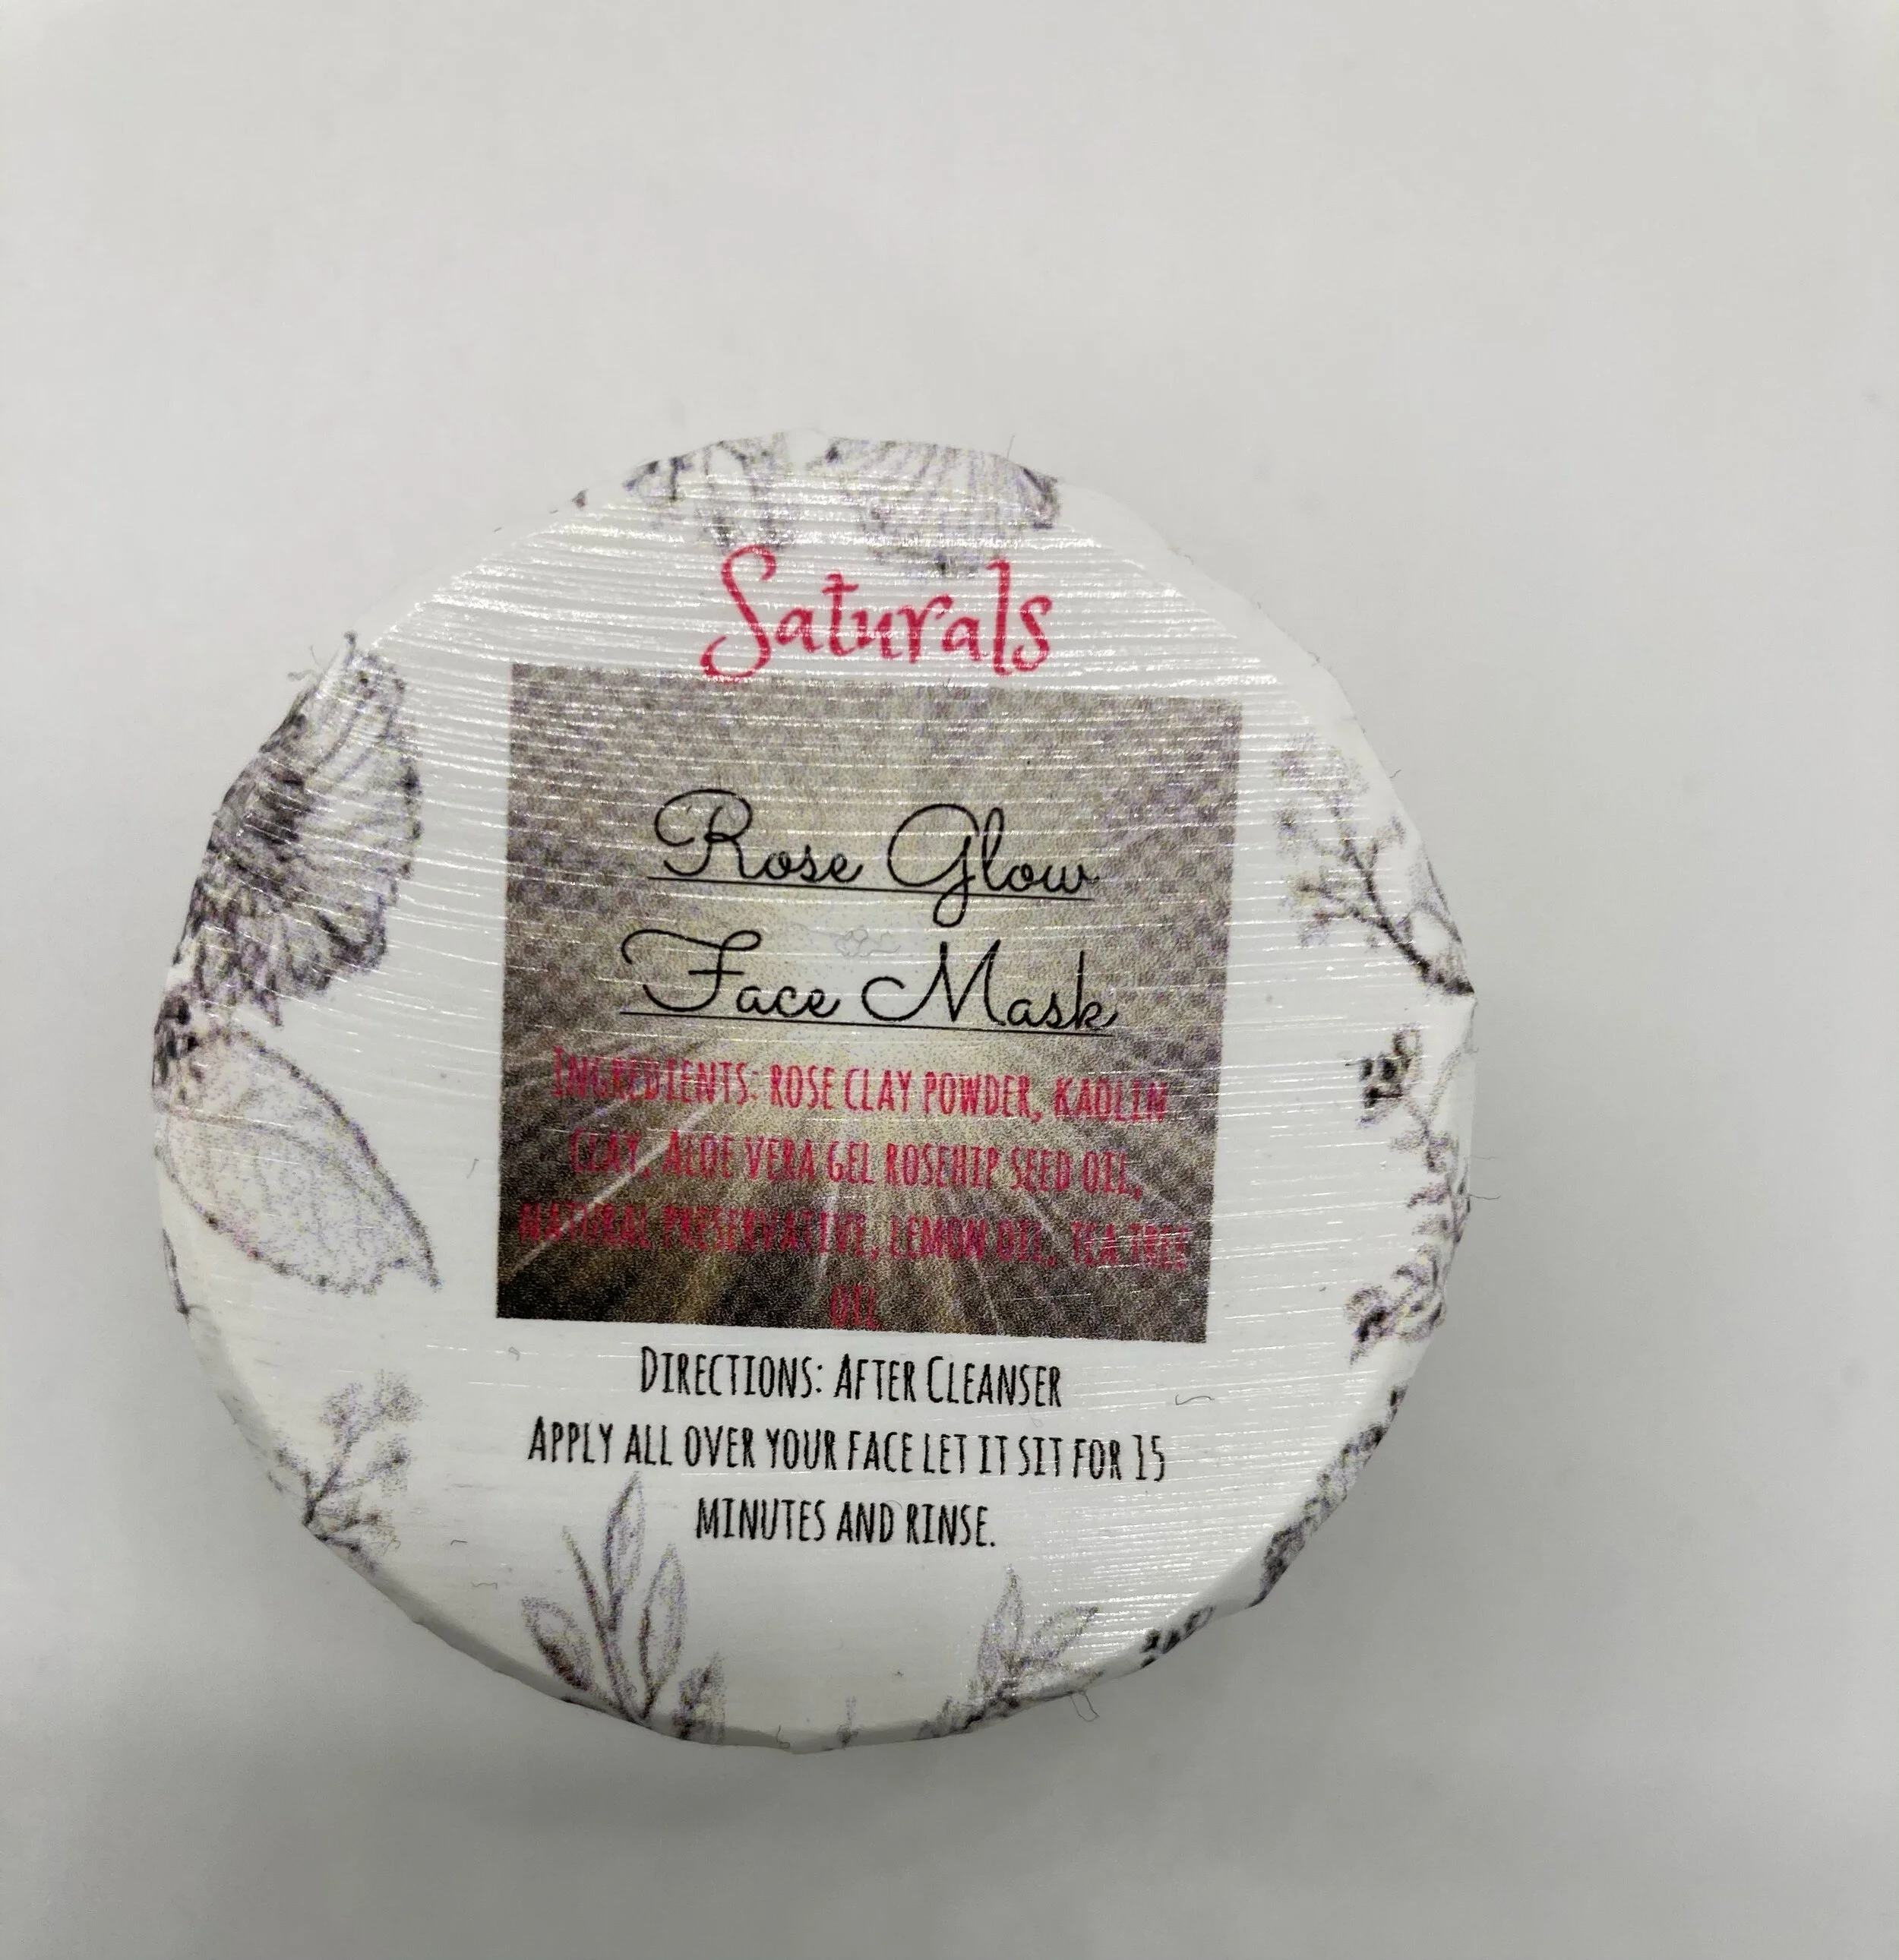 Saturals
Rose Glow
Face Mask
Ingredients: rose clay powder, kaolin
clay, Aloe vera gel rosehip seed oil,
natural preservative, lemon oil, tea tree
oil
Directions: After Cleanser
Apply all over your face let it sit for 15
minutes and rinse.